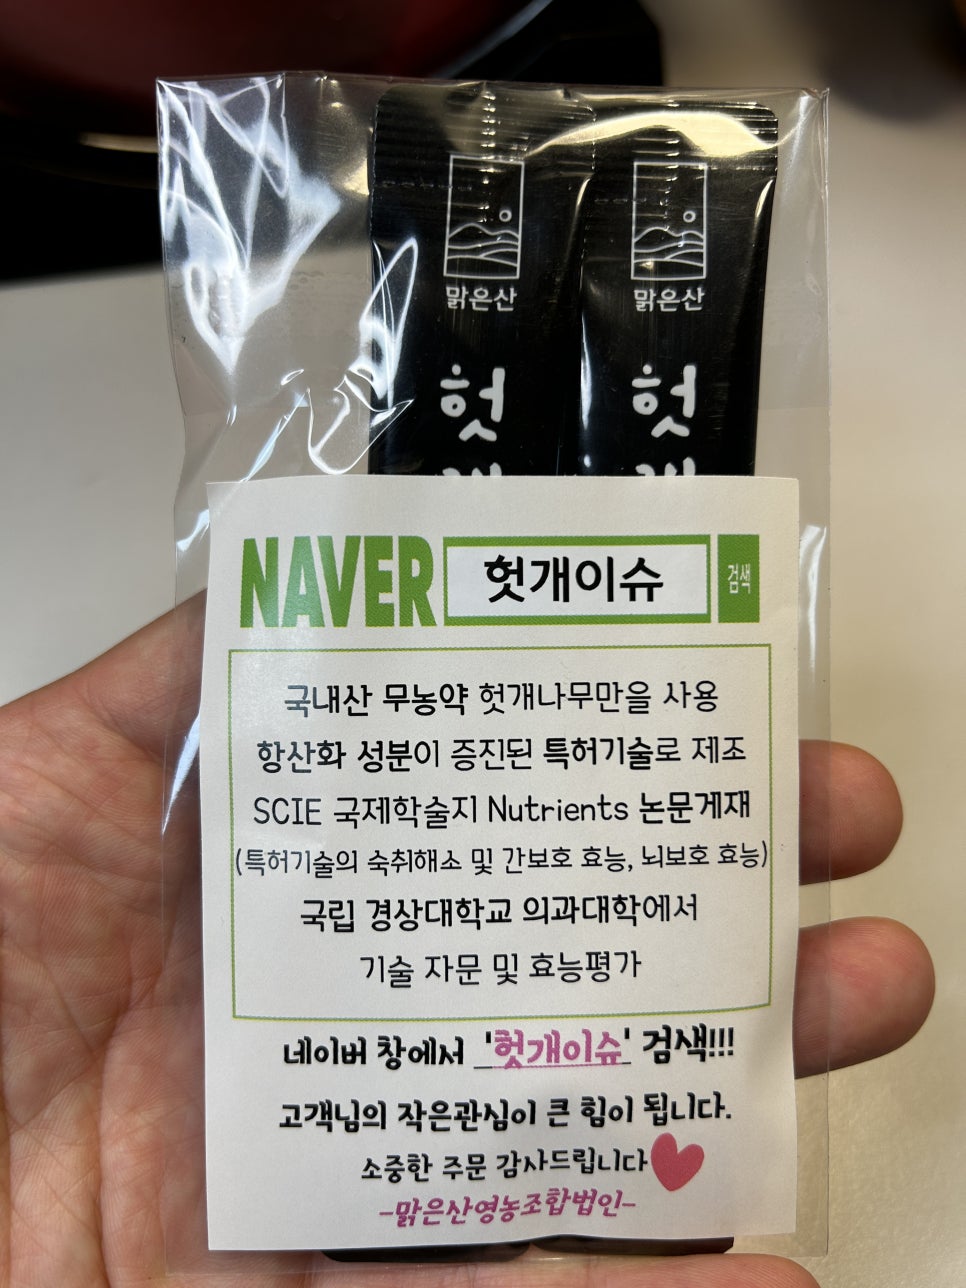 맑은산
맑은산
헛
헛
NAVER 헛개이슈 검색
국내산 무농약 헛개나무만을 사용
항산화 성분이 증진된 특허기술로 제조
SCIE 국제학술지 Nutrients 논문게재
(특허기술의 숙취해소 및 간보호 효능, 뇌보호 효능)
국립 경상대학교 의과대학에서
기술 자문 및 효능평가
네이버 창에서 '헛개이슈' 검색!!!
고객님의 작은관심이 큰 힘이 됩니다.
소중한 주문 감사드립니다
-맑은산영농조합법인-